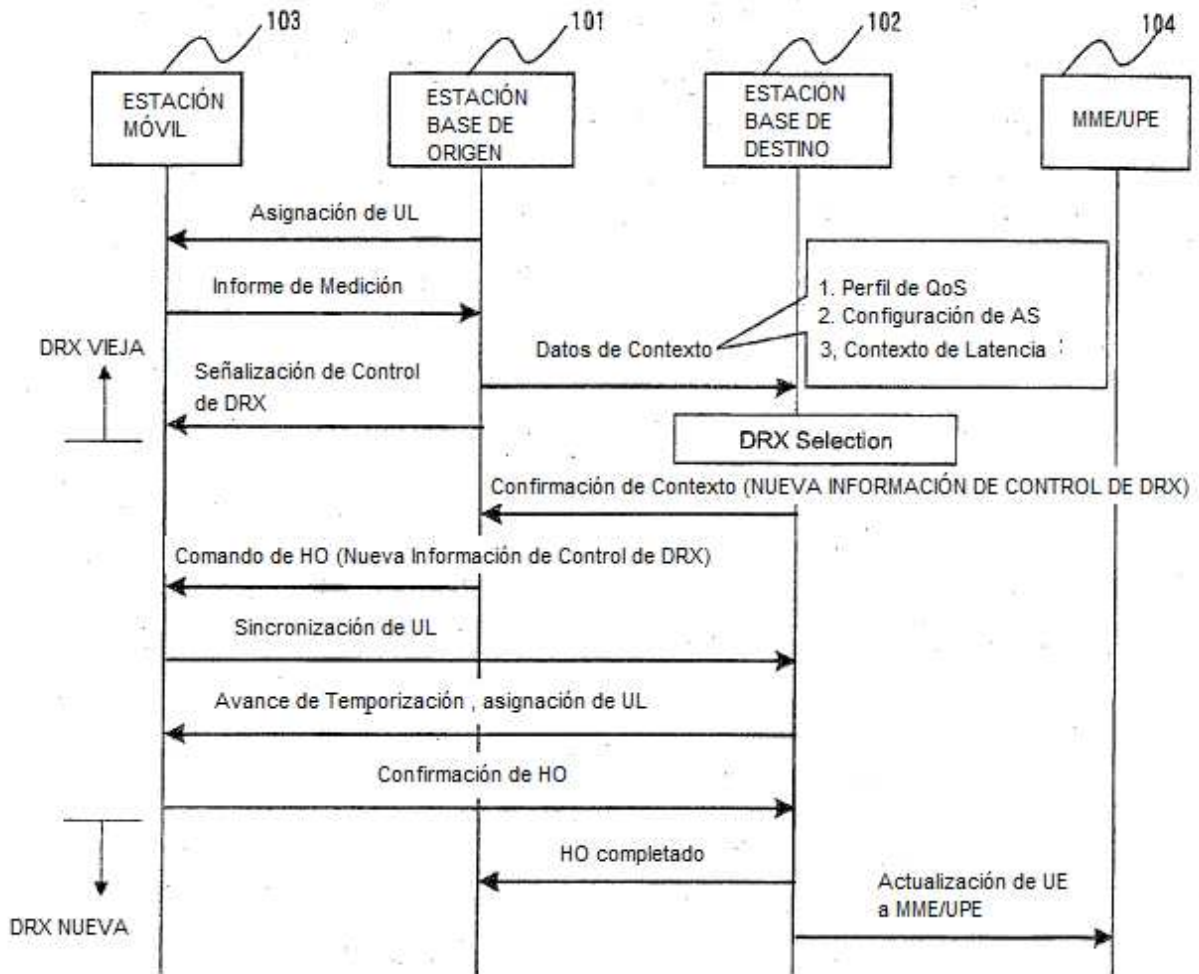 103
101
102
104
ESTACIÓN
MÓVIL
ESTACIÓN
BASE DE
ORIGEN
ESTACIÓN
BASE DE
DESTINO
MME/UPE
Asignación de UL
Informe de Medición
1. Perfil de QoS
2. Configuración de AS
3, Contexto de Latencia :
DRX VIEJA
Datos de Contexto
Señalización de Control
de DRX
DRX Selection
Confirmación de Contexto (NUEVA INFORMACIÓN DE CONTROL DE DRX)
Comando de HO (Nueva Información de Control de DRX)
Sincronización de UL
Avance de Temporización , asignación de UL
Confirmación de HO
HO completado
Actualización de UE
a MME/UPE
DRX NUEVA